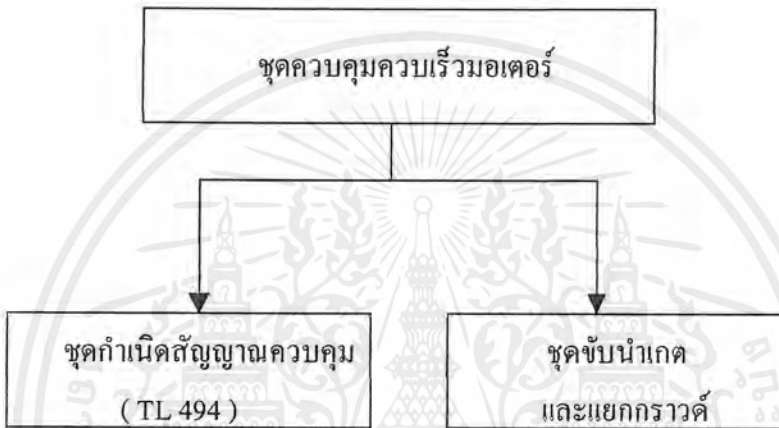 ชุดควบคุมควบเร็วมอเตอร์
ชุดกำเนิดสัญญาณควบคุม
( TL 494 )
ชุดขับนำเกต
และแยกกราวด์